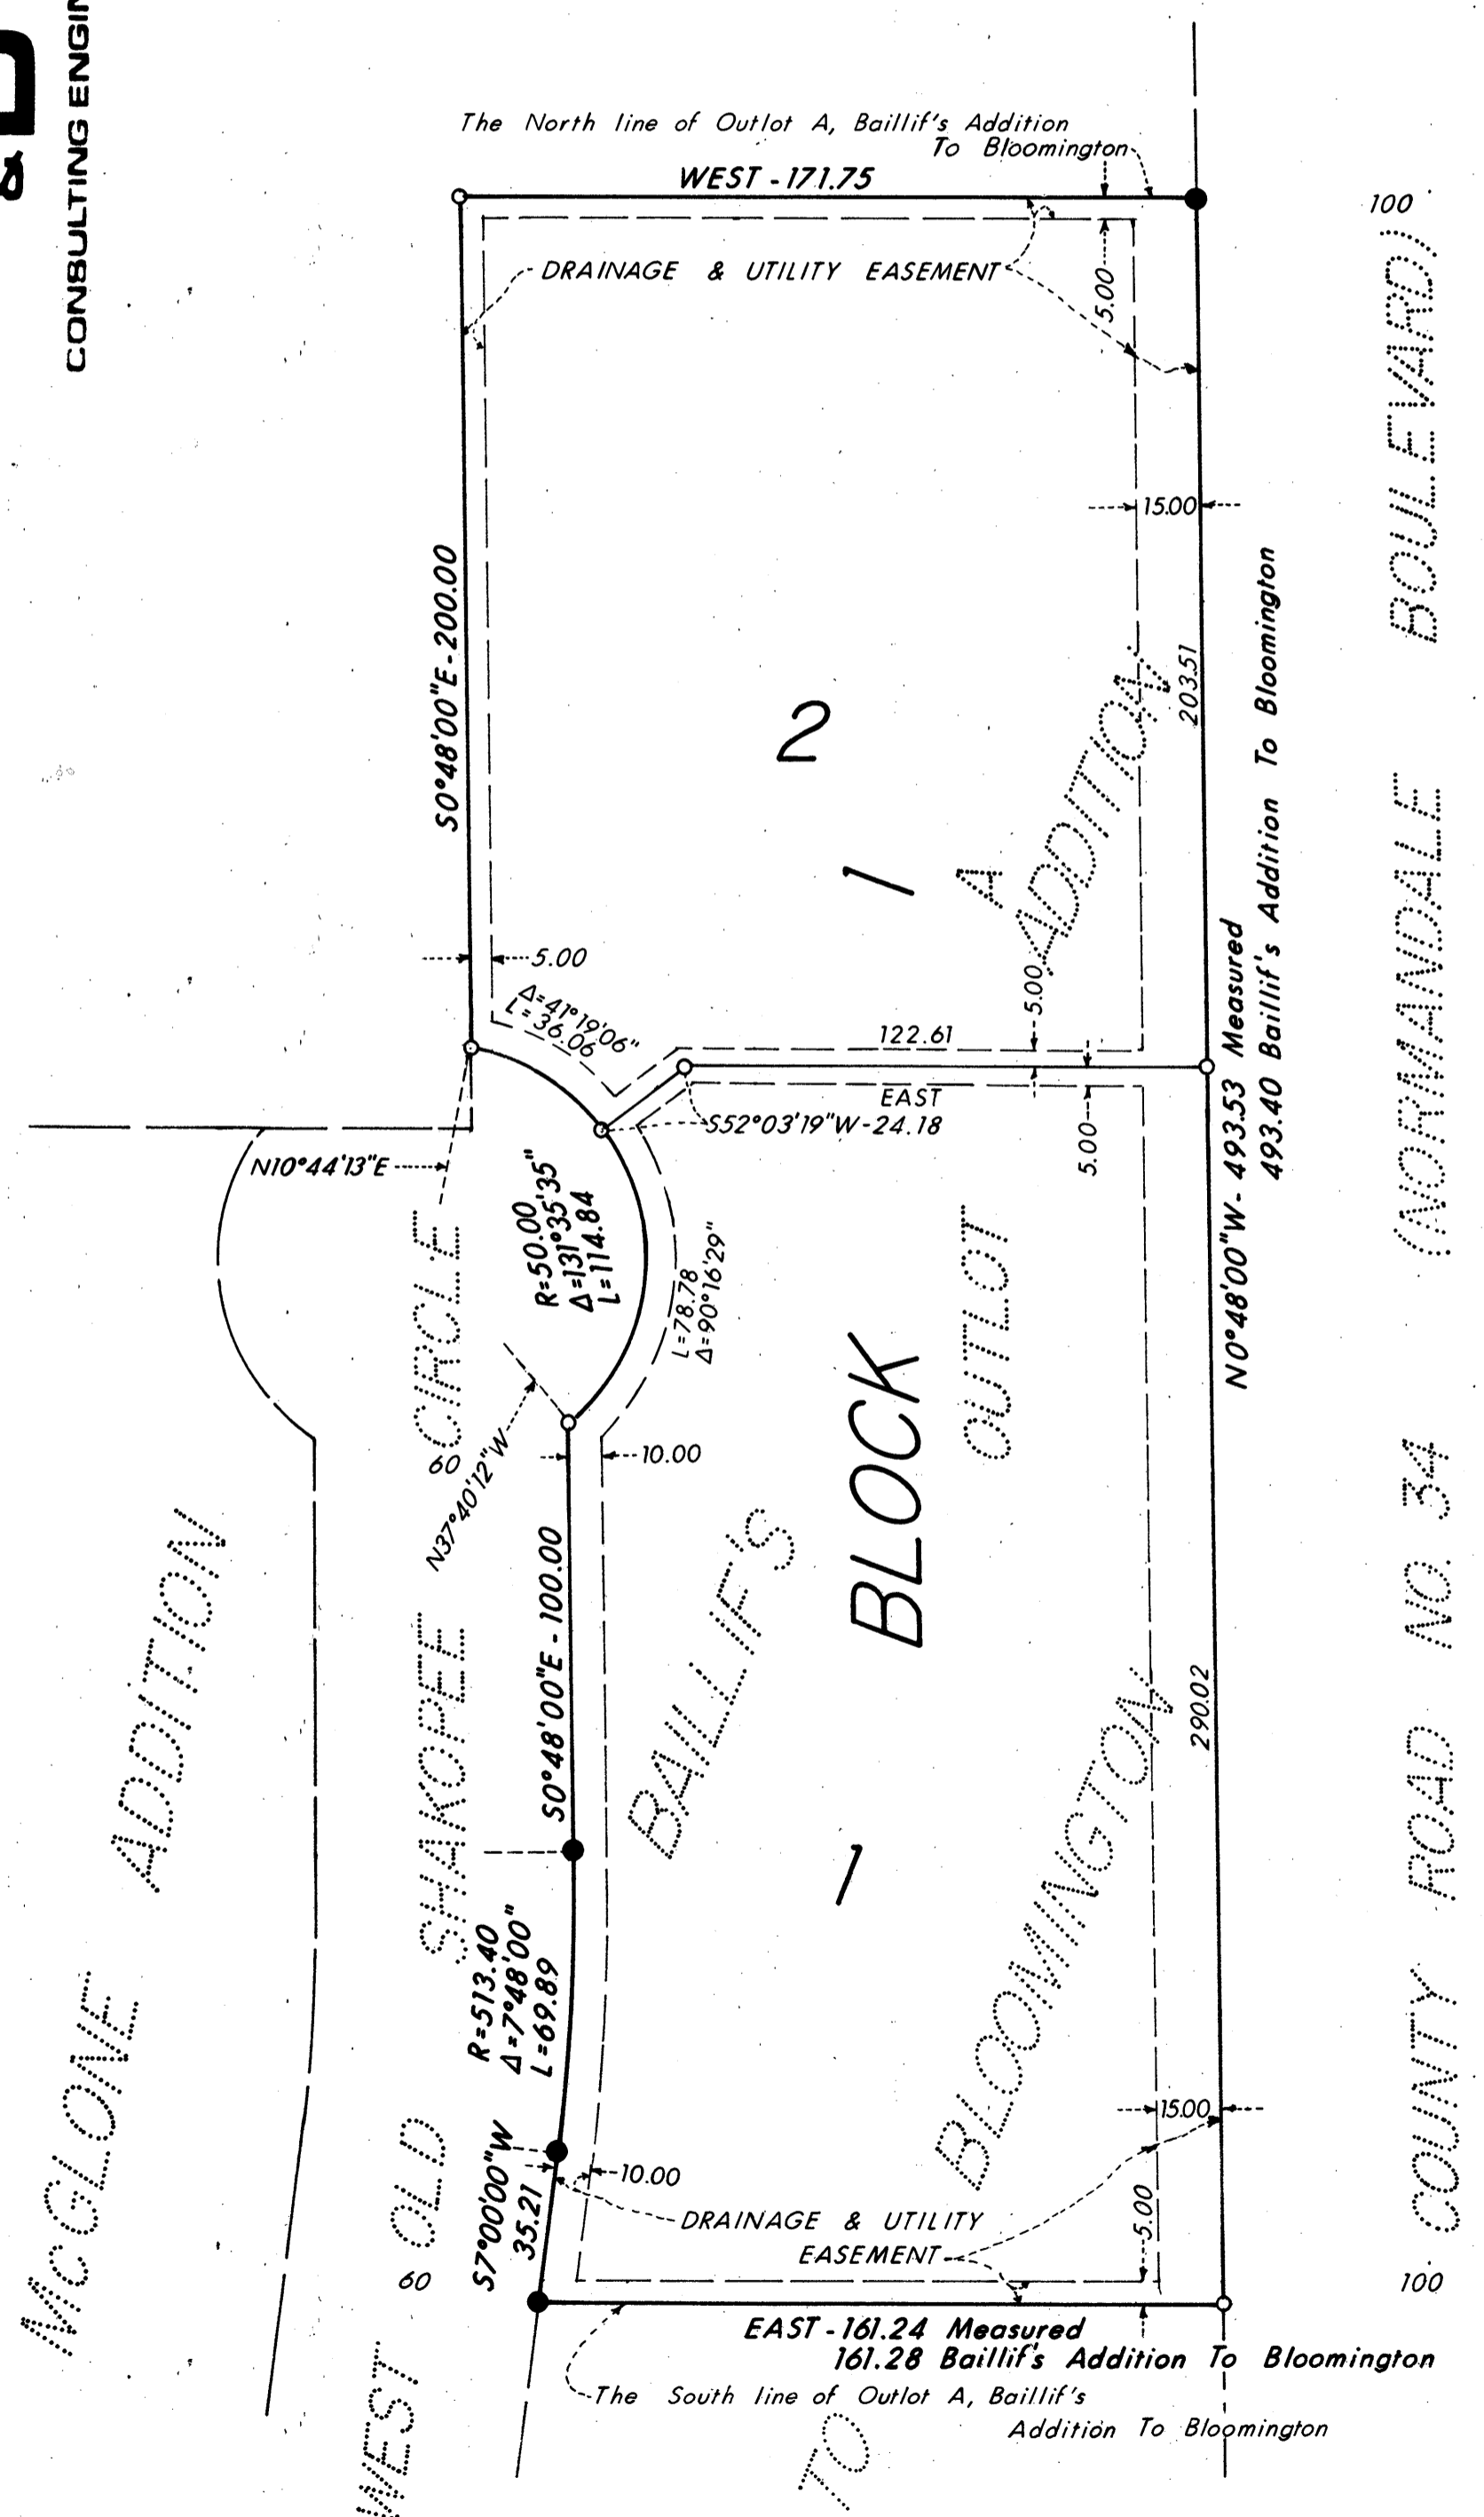 CONSULTING ENGIN
The North line of Outlot A, Baillif's Addition
To Bloomington
WEST - 171.75
100
DRAINAGE & UTILITY EASEMENT
5.00
15.00
S0°48'00"E - 200.00
203.51
2
1
A
ADDITION
5.00
5.00
Δ=41°19'06"
L=36.06
122.61
EAST
S52°03'19"W-24.18
5.00
N10°44'13"E
R=50.00
Δ=131°35'35"
L=114.84
L=78.78
Δ=90°16'29"
N0°48'00"W - 493.53 Measured
493.40 Baillif's Addition To Bloomington
(NORMANDALE BOULEVARD)
CIRCLE
60
N37°40'12"W
10.00
OUTLOT
BLOCK
S0°48'00"E - 100.00
BAILLIF'S
290.02
MCGLONE ADDITION
SHAKOPEE
1
R=513.40
Δ=7°48'00"
L=69.89
BLOOMINGTON
COUNTY ROAD NO. 34
15.00
S7°00'00"W
35.21
10.00
OLD
60
DRAINAGE & UTILITY
EASEMENT
5.00
100
EAST - 161.24 Measured
161.28 Baillif's Addition To Bloomington
The South line of Outlot A, Baillif's
Addition To Bloomington
WEST
TO